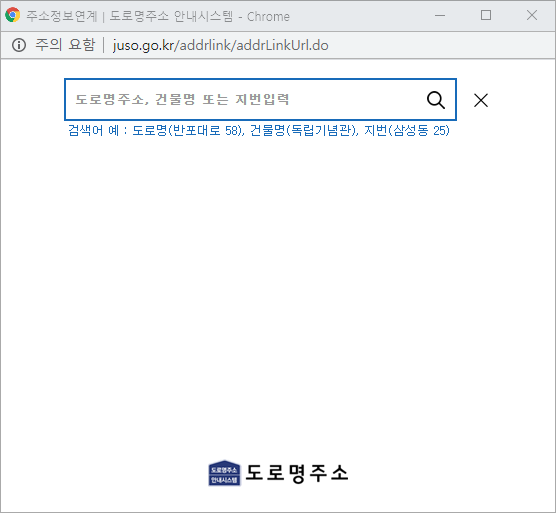 주소정보연계 | 도로명주소 안내시스템 - Chrome
주의 요함 | juso.go.kr/addrlink/addrLinkUrl.do
도로명주소, 건물명 또는 지번입력
검색어 예 : 도로명(반포대로 58), 건물명(독립기념관), 지번(삼성동 25)
도로명주소
안내시스템
도로명주소